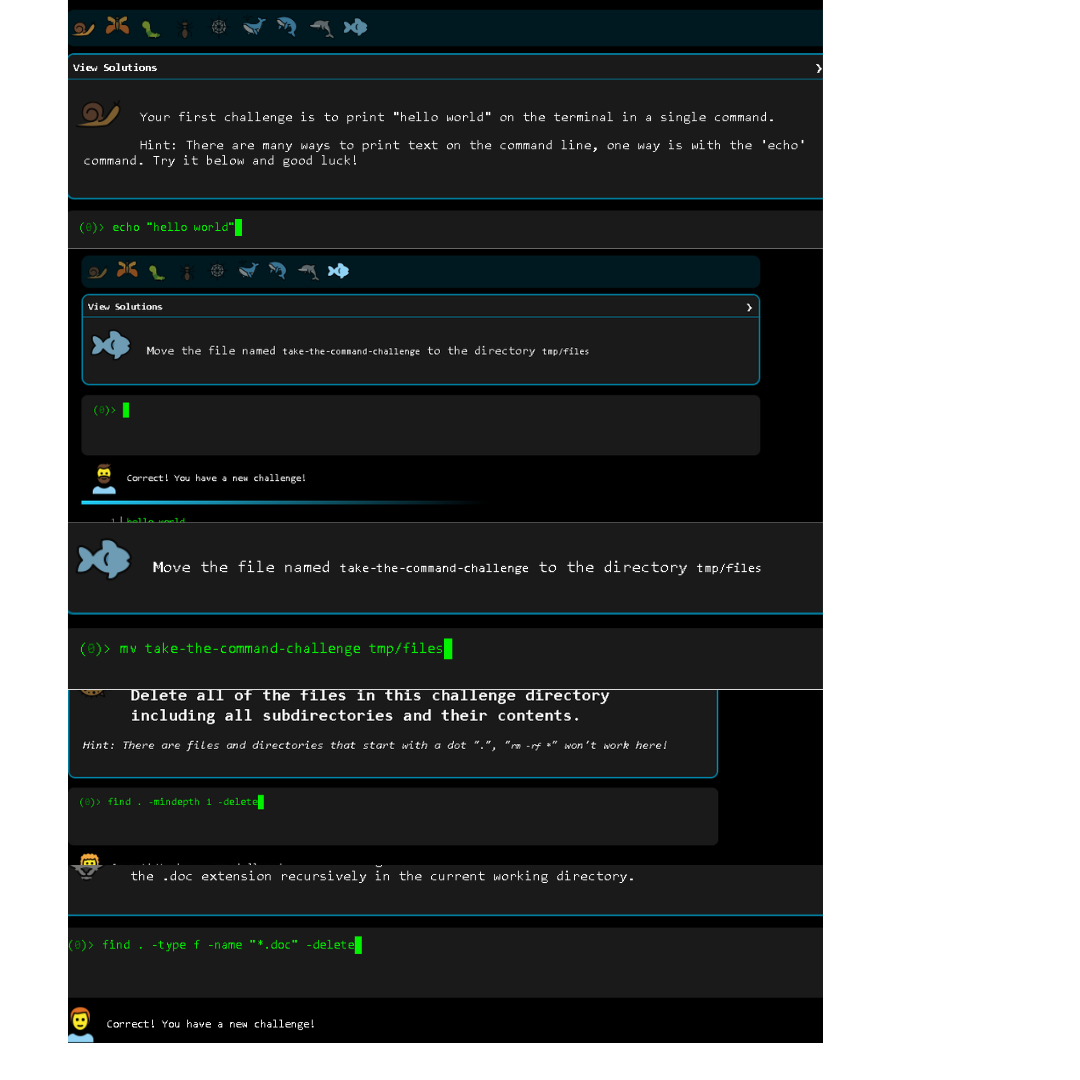 View Solutions ❯
Your first challenge is to print "hello world" on the terminal in a single command.
Hint: There are many ways to print text on the command line, one way is with the 'echo'
command. Try it below and good luck!
(0)> echo "hello world"
View Solutions ❯
Move the file named take-the-command-challenge to the directory tmp/files
(0)>
Correct! You have a new challenge!
1| hello world
Move the file named take-the-command-challenge to the directory tmp/files
(0)> mv take-the-command-challenge tmp/files
Delete all of the files in this challenge directory
including all subdirectories and their contents.
Hint: There are files and directories that start with a dot ".", "rm -rf *" won't work here!
(0)> find . -mindepth 1 -delete
the .doc extension recursively in the current working directory.
(0)> find . -type f -name "*.doc" -delete
Correct! You have a new challenge!